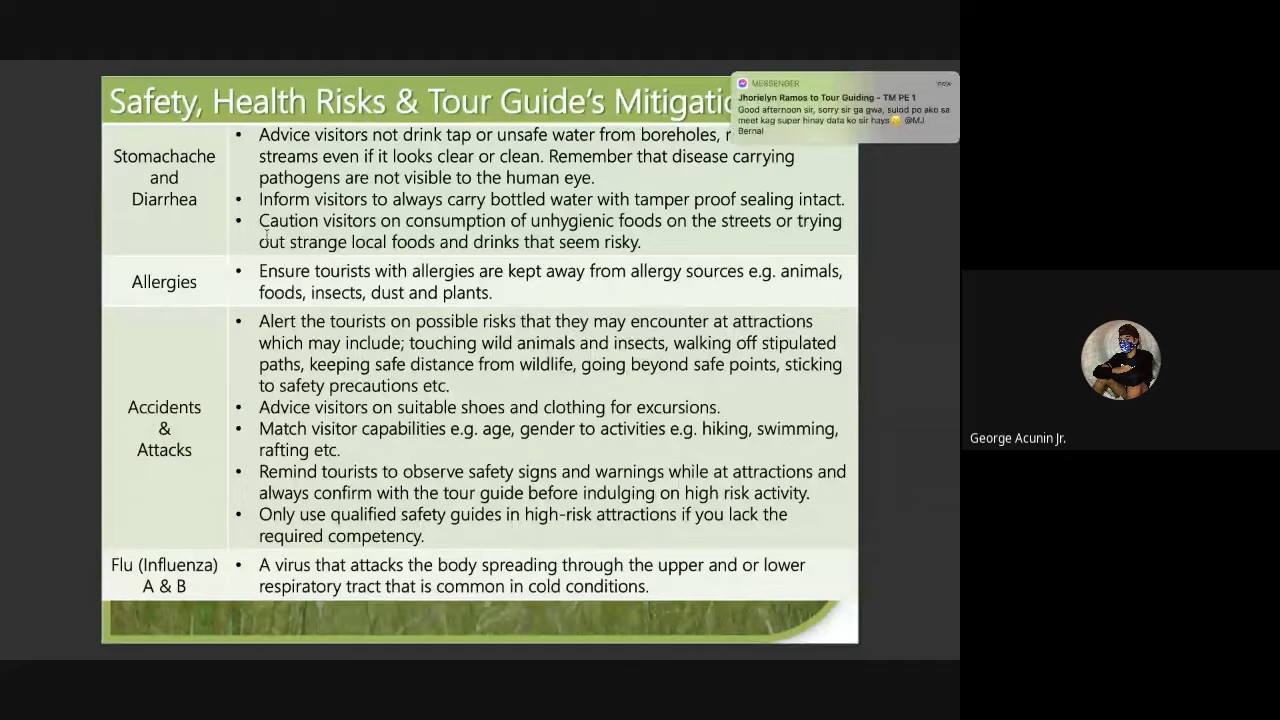 Safety, Health Risks & Tour Guide's
MESSENGER
now
Jhorielyn Ramos to Tour Guiding - TM PE 1
Good afternoon sir, sorry sir ga gwa, sulod po ako sa
meet kag super hinay data ko sir hays @MJ
Bernal
Stomachache
and
Diarrhea
• Advice visitors not drink tap or unsafe water from boreholes,
streams even if it looks clear or clean. Remember that disease carrying
pathogens are not visible to the human eye.
• Inform visitors to always carry bottled water with tamper proof sealing intact.
• Caution visitors on consumption of unhygienic foods on the streets or trying
out strange local foods and drinks that seem risky.
Allergies
• Ensure tourists with allergies are kept away from allergy sources e.g. animals,
foods, insects, dust and plants.
Accidents
&
Attacks
• Alert the tourists on possible risks that they may encounter at attractions
which may include; touching wild animals and insects, walking off stipulated
paths, keeping safe distance from wildlife, going beyond safe points, sticking
to safety precautions etc.
• Advice visitors on suitable shoes and clothing for excursions.
• Match visitor capabilities e.g. age, gender to activities e.g. hiking, swimming,
rafting etc.
• Remind tourists to observe safety signs and warnings while at attractions and
always confirm with the tour guide before indulging on high risk activity.
• Only use qualified safety guides in high-risk attractions if you lack the
required competency.
Flu (Influenza)
A & B
• A virus that attacks the body spreading through the upper and or lower
respiratory tract that is common in cold conditions.
George Acunin Jr.